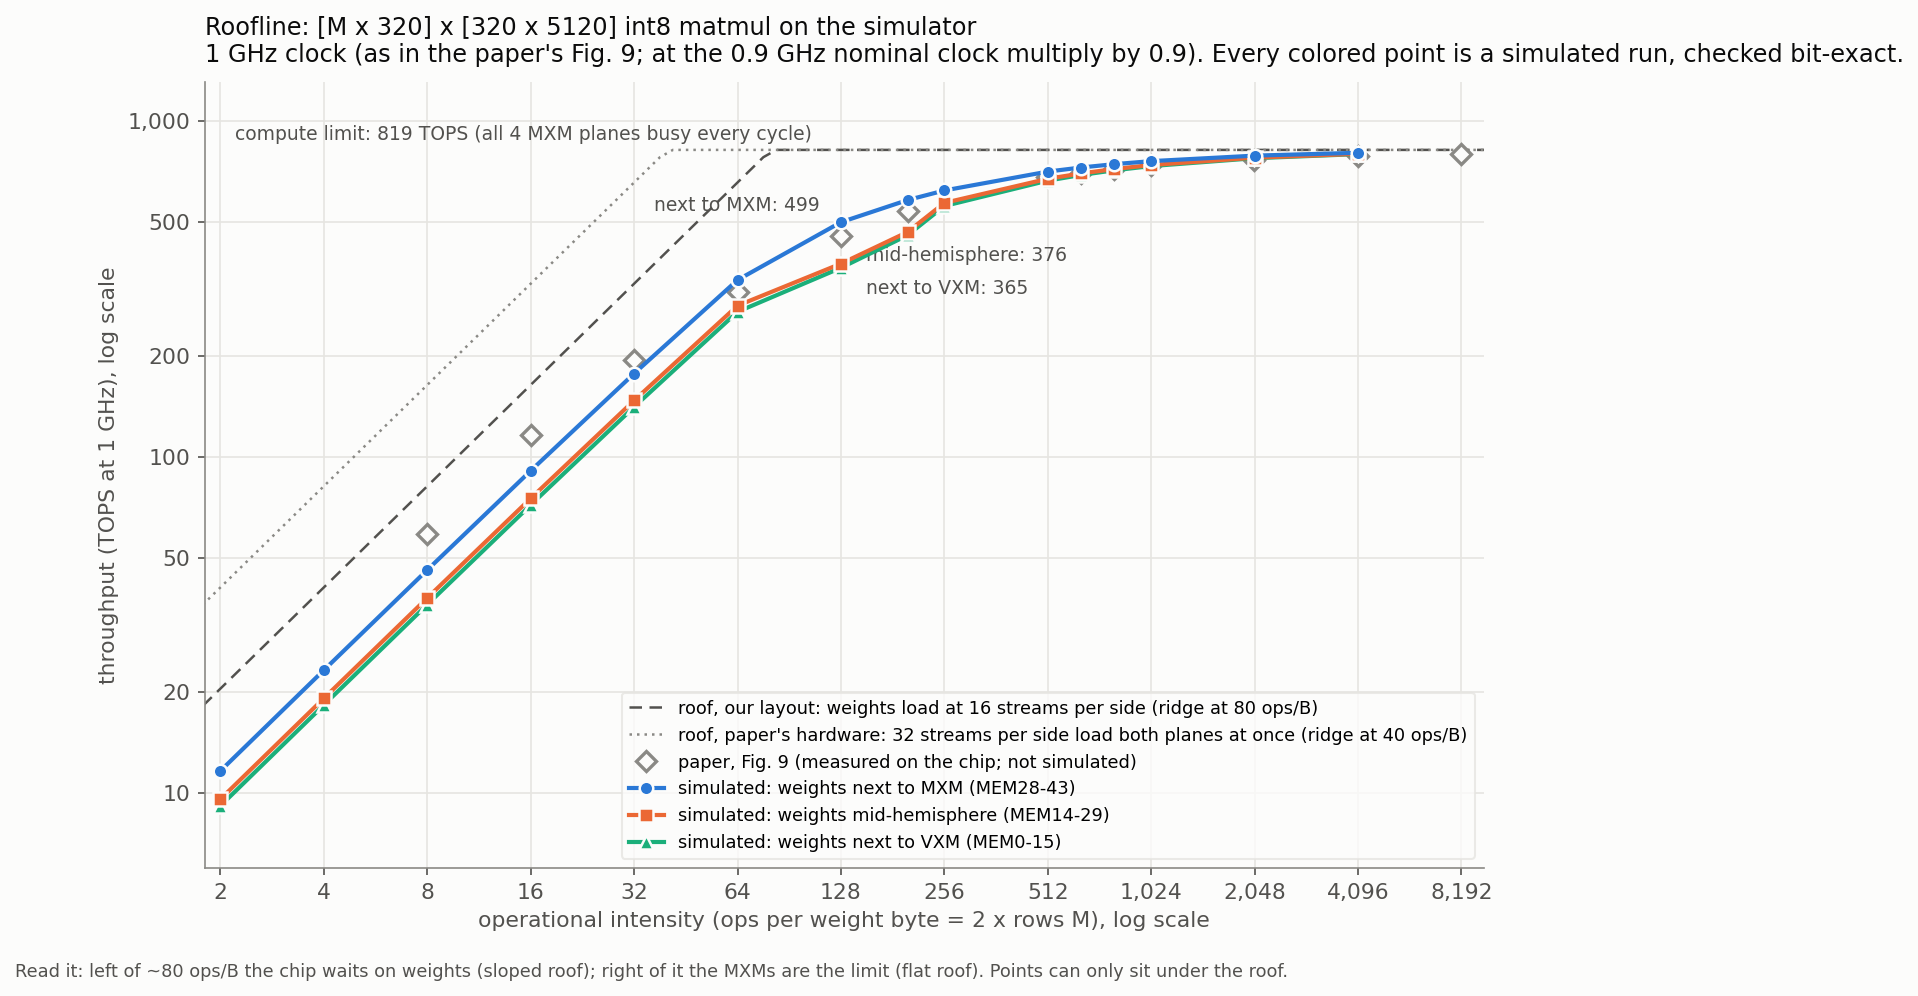 Roofline: [M x 320] x [320 x 5120] int8 matmul on the simulator
1 GHz clock (as in the paper's Fig. 9; at the 0.9 GHz nominal clock multiply by 0.9). Every colored point is a simulated run, checked bit-exact.
throughput (TOPS at 1 GHz), log scale
1,000
500
200
100
50
20
10
compute limit: 819 TOPS (all 4 MXM planes busy every cycle)
next to MXM: 499
mid-hemisphere: 376
next to VXM: 365
roof, our layout: weights load at 16 streams per side (ridge at 80 ops/B)
roof, paper's hardware: 32 streams per side load both planes at once (ridge at 40 ops/B)
paper, Fig. 9 (measured on the chip; not simulated)
simulated: weights next to MXM (MEM28-43)
simulated: weights mid-hemisphere (MEM14-29)
simulated: weights next to VXM (MEM0-15)
2 4 8 16 32 64 128 256 512 1,024 2,048 4,096 8,192
operational intensity (ops per weight byte = 2 x rows M), log scale
Read it: left of ~80 ops/B the chip waits on weights (sloped roof); right of it the MXMs are the limit (flat roof). Points can only sit under the roof.